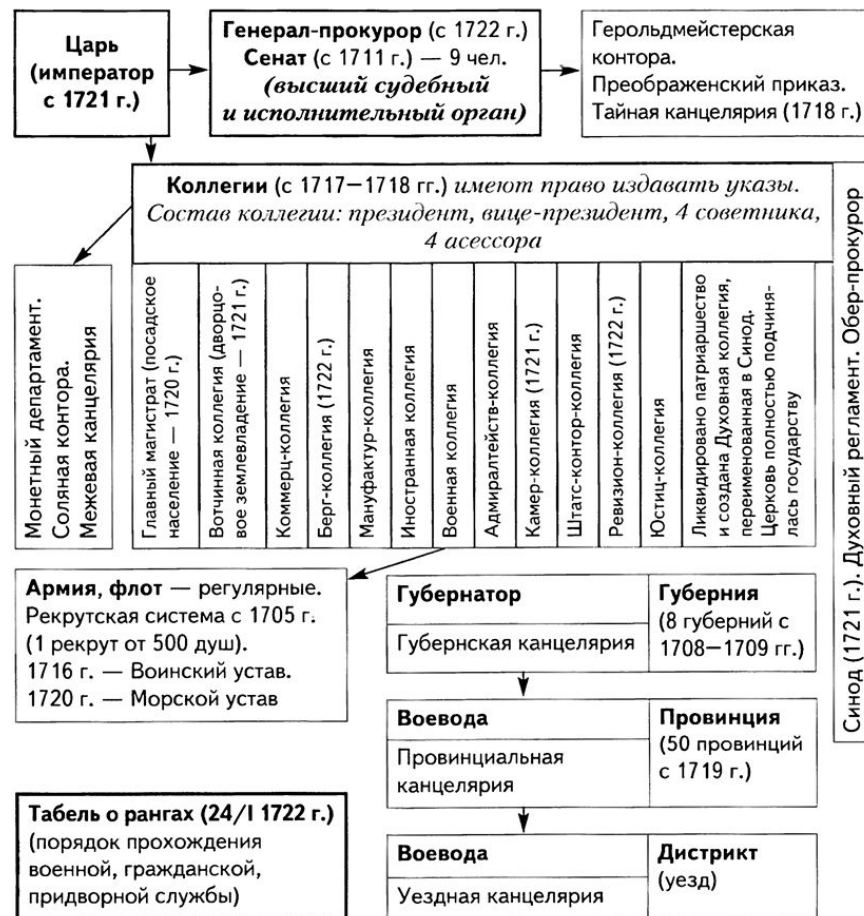 Царь
(император
с 1721 г.)
Генерал-прокурор (с 1722 г.)
Сенат (с 1711 г.) — 9 чел.
(высший судебный
и исполнительный орган)
Герольдмейстерская
контора.
Преображенский приказ.
Тайная канцелярия (1718 г.)
Коллегии (с 1717—1718 гг.) имеют право издавать указы.
Состав коллегии: президент, вице-президент, 4 советника,
4 асессора
Монетный департамент.
Соляная контора.
Межевая канцелярия
Главный магистрат (посадское
население — 1720 г.)
Вотчинная коллегия (дворцо-
вое землевладение — 1721 г.)
Коммерц-коллегия
Берг-коллегия (1722 г.)
Мануфактур-коллегия
Иностранная коллегия
Военная коллегия
Адмиралтейств-коллегия
Камер-коллегия (1721 г.)
Штатс-контор-коллегия
Ревизион-коллегия (1722 г.)
Юстиц-коллегия
Ликвидировано патриаршество
и создана Духовная коллегия,
переименованная в Синод.
Церковь полностью подчиня-
лась государству
Синод (1721 г.). Духовный регламент. Обер-прокурор
Армия, флот — регулярные.
Рекрутская система с 1705 г.
(1 рекрут от 500 душ).
1716 г. — Воинский устав.
1720 г. — Морской устав
Губернатор
Губернская канцелярия
Губерния
(8 губерний с
1708—1709 гг.)
Воевода
Провинциальная
канцелярия
Провинция
(50 провинций
с 1719 г.)
Табель о рангах (24/I 1722 г.)
(порядок прохождения
военной, гражданской,
придворной службы)
Воевода
Уездная канцелярия
Дистрикт
(уезд)